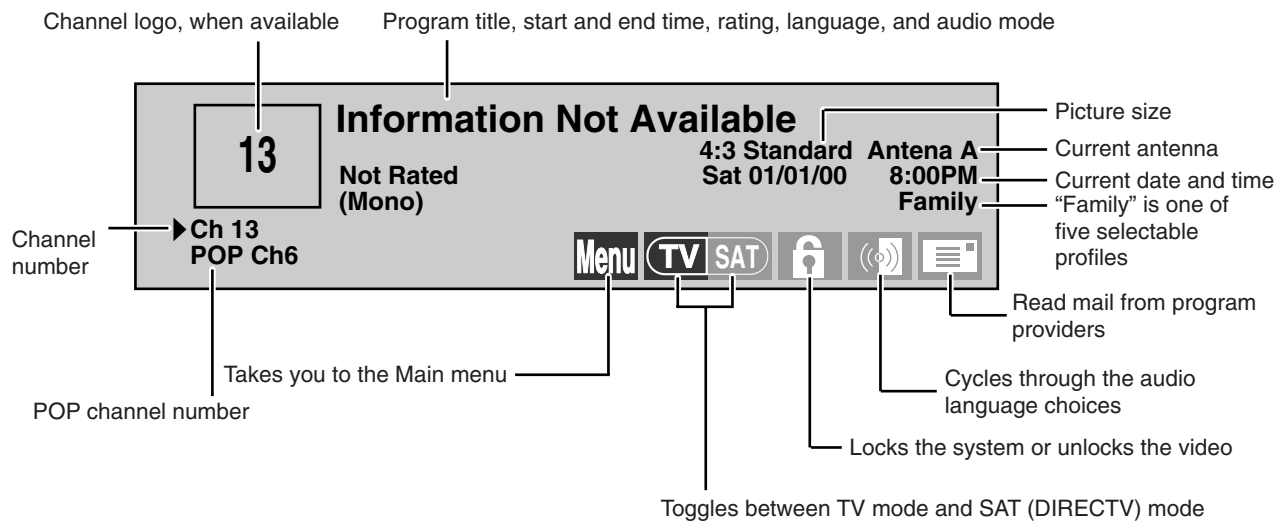 Channel logo, when available
Program title, start and end time, rating, language, and audio mode
13
Information Not Available
4:3 Standard
Antena A
Not Rated
Sat 01/01/00
8:00PM
(Mono)
Family
Ch 13
POP Ch6
Menu
TV
SAT
Picture size
Current antenna
Current date and time
“Family” is one of
five selectable
profiles
Channel
number
Read mail from program
providers
Takes you to the Main menu
Cycles through the audio
language choices
POP channel number
Locks the system or unlocks the video
Toggles between TV mode and SAT (DIRECTV) mode